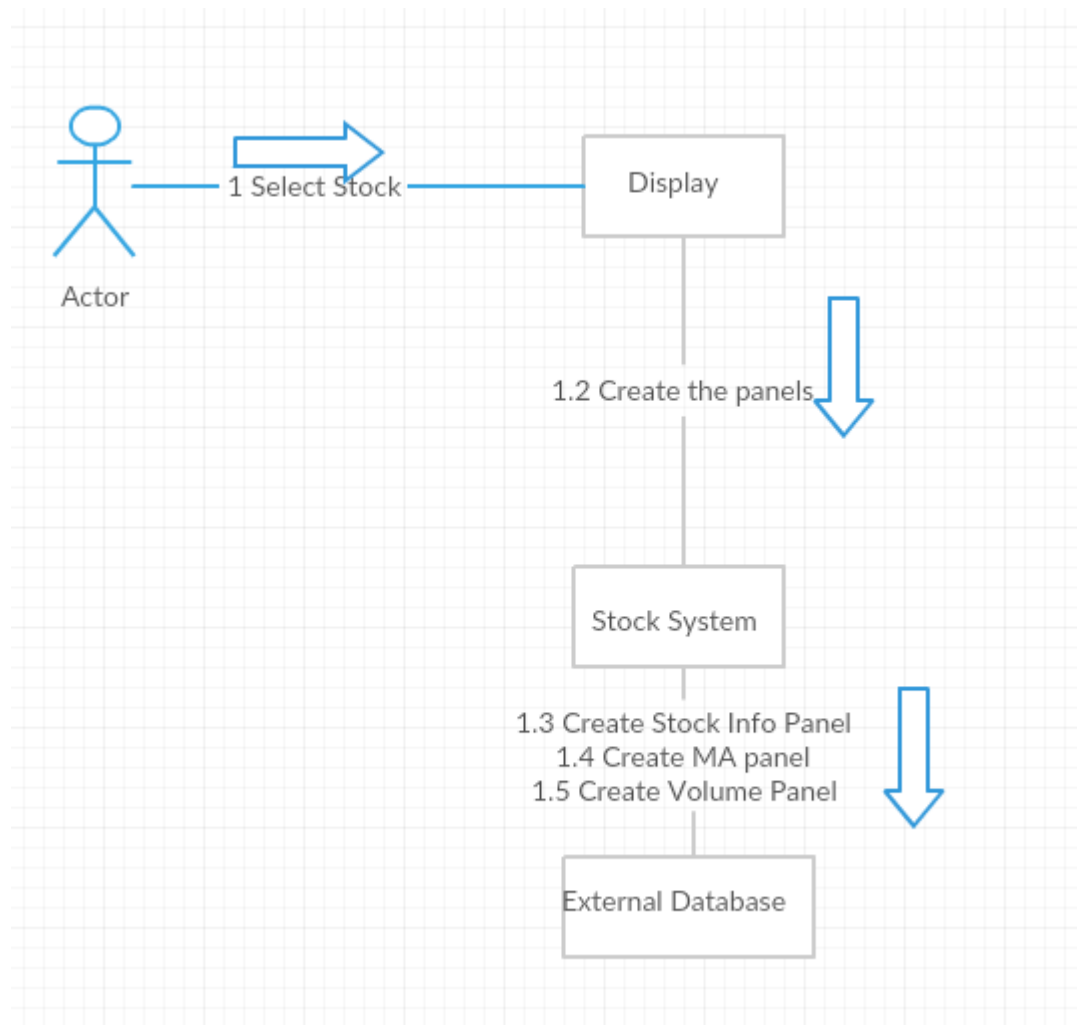 1 Select Stock
Display
Actor
1.2 Create the panels
Stock System
1.3 Create Stock Info Panel
1.4 Create MA panel
1.5 Create Volume Panel
External Database